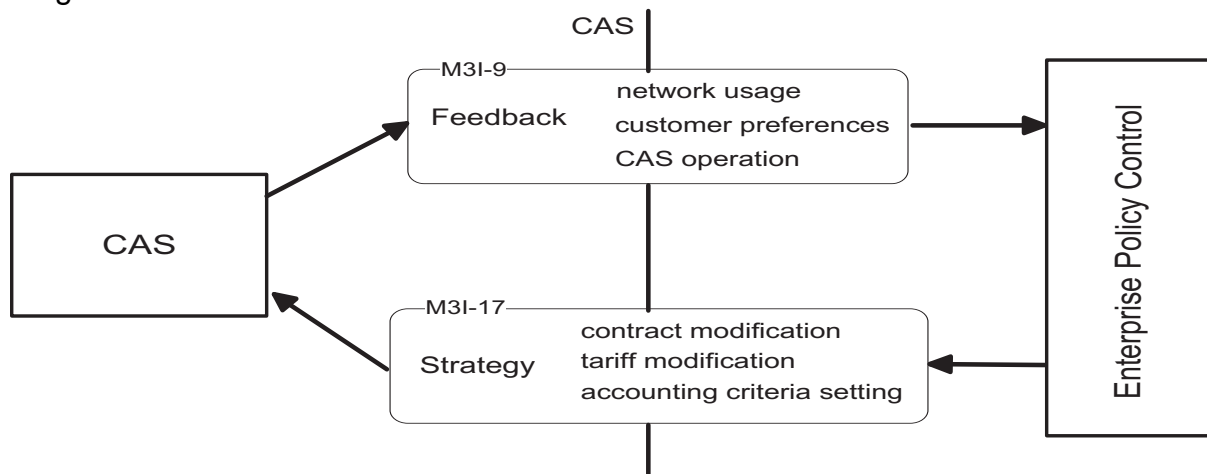 CAS
M3I-9
Feedback
network usage
customer preferences
CAS operation
CAS
Enterprise Policy Control
M3I-17
Strategy
contract modification
tariff modification
accounting criteria setting